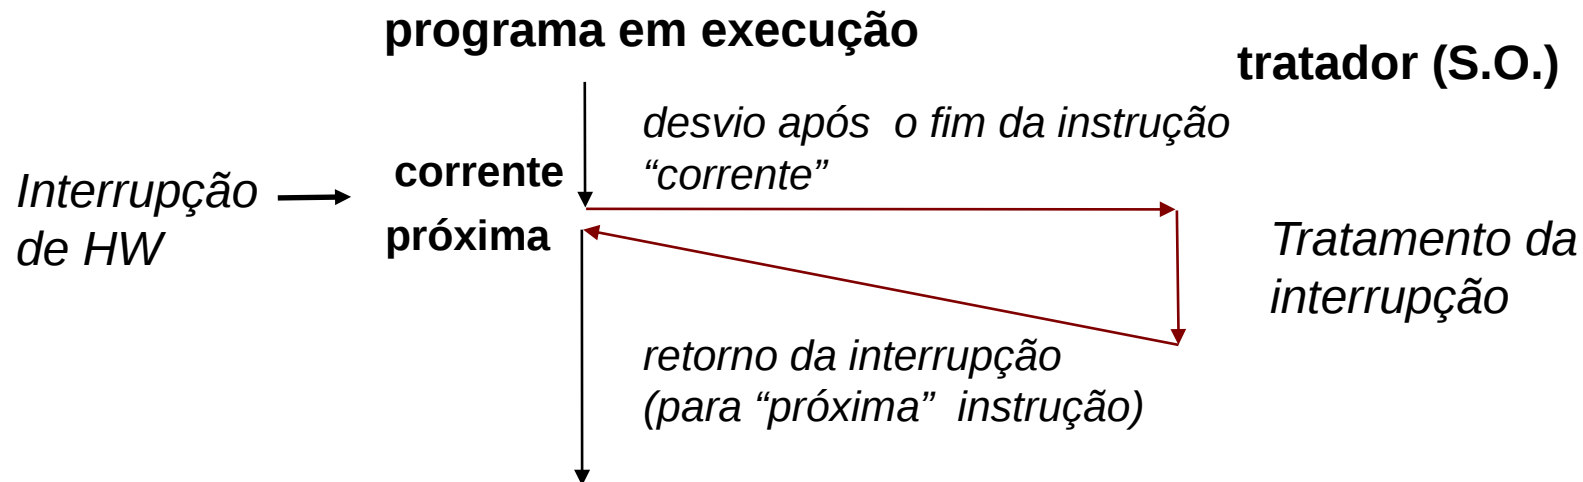 programa em execução
tratador (S.O.)
desvio após o fim da instrução
“corrente”
corrente
Interrupção
de HW
próxima
Tratamento da
interrupção
retorno da interrupção
(para “próxima” instrução)